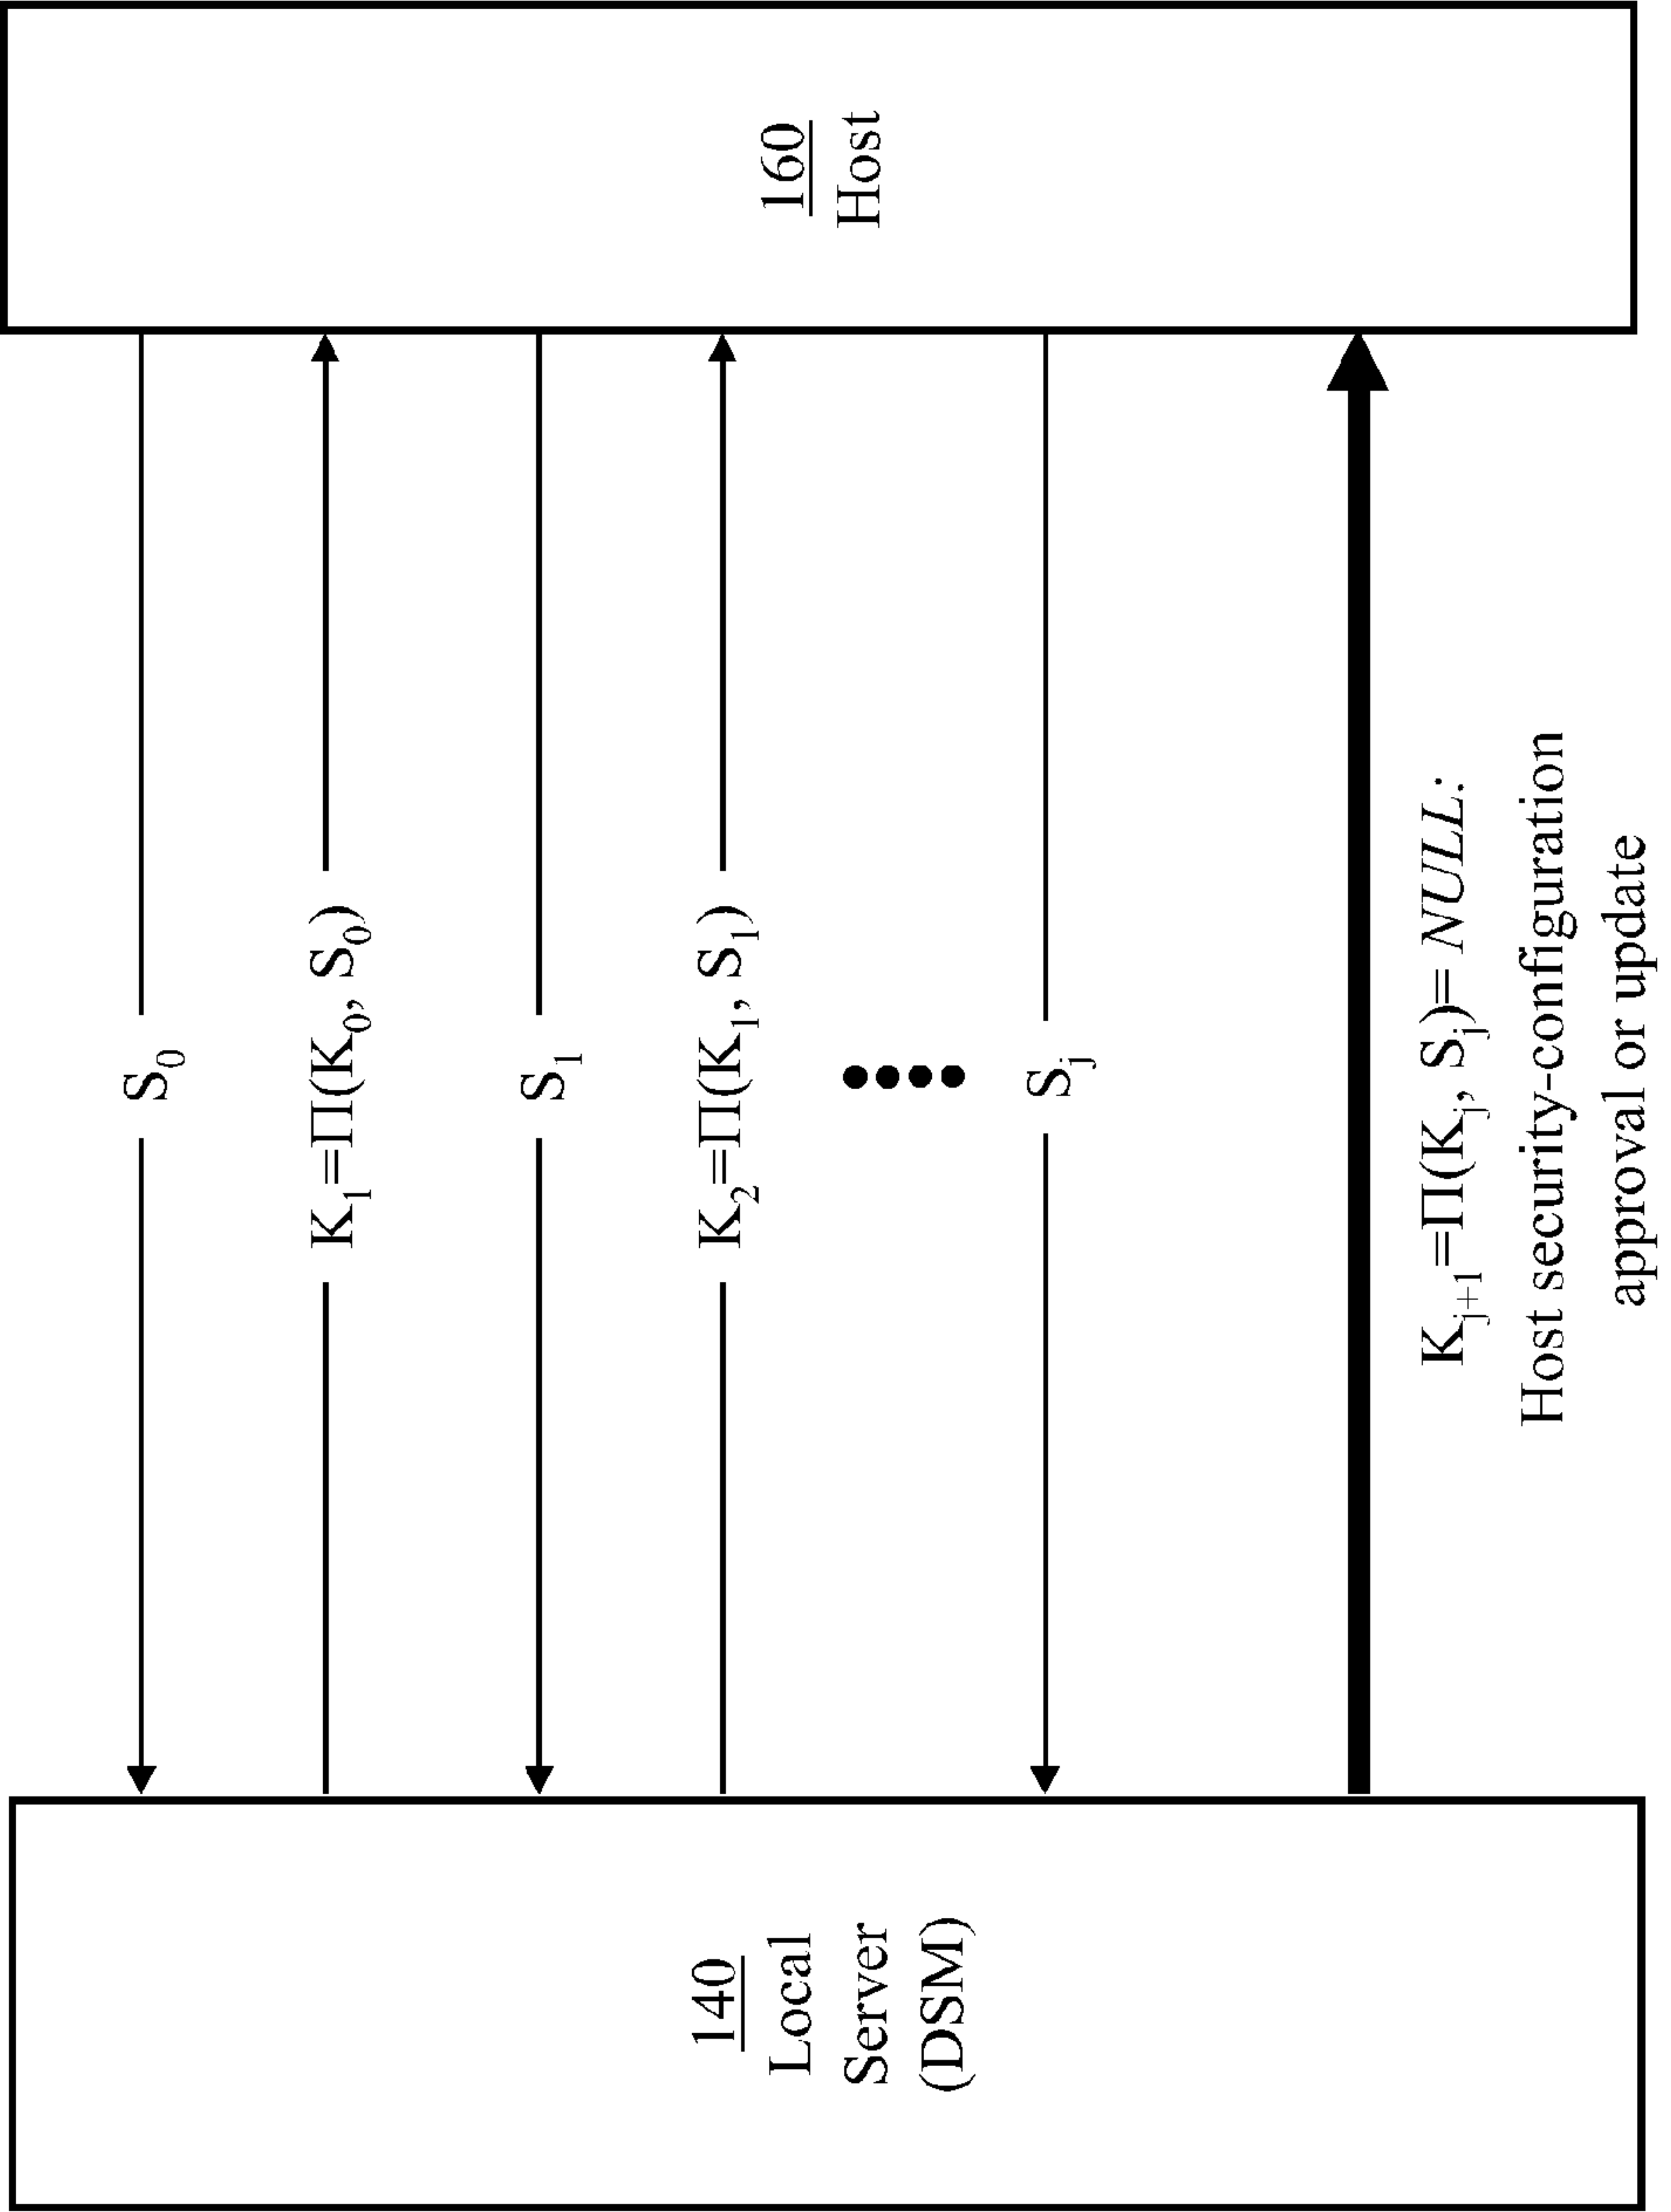 140
Local
Server
(DSM)
S₀
K₁=Π(K₀, S₀)
S₁
K₂=Π(K₁, S₁)
Sⱼ
Kⱼ₊₁=Π(Kⱼ, Sⱼ)= NULL:
Host security-configuration
approval or update
160
Host